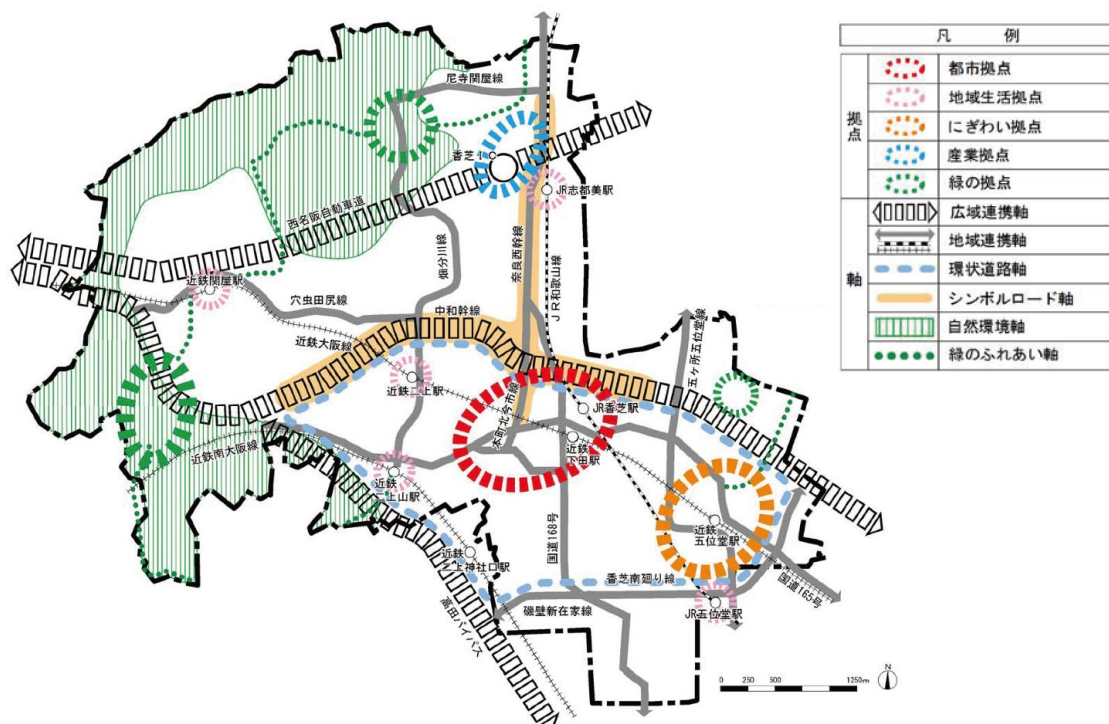 凡 例
拠点
都市拠点
地域生活拠点
にぎわい拠点
産業拠点
緑の拠点
軸
広域連携軸
地域連携軸
環状道路軸
シンボルロード軸
自然環境軸
緑のふれあい軸
尼寺関屋線
香芝IC
JR志都美駅
西名阪自動車道
畑分川線
奈良西幹線
JR和歌山線
近鉄関屋駅
穴虫田尻線
中和幹線
近鉄大阪線
五ヶ所五位堂線
近鉄二上駅
本町北今市線
JR香芝駅
近鉄
下田駅
近鉄南大阪線
近鉄
二上山駅
近鉄
五位堂駅
国道168号
近鉄
二上神社口駅
香芝南廻り線
国道165号
磯壁新在家線
JR五位堂駅
高田バイパス
N
0 250 500 1250m